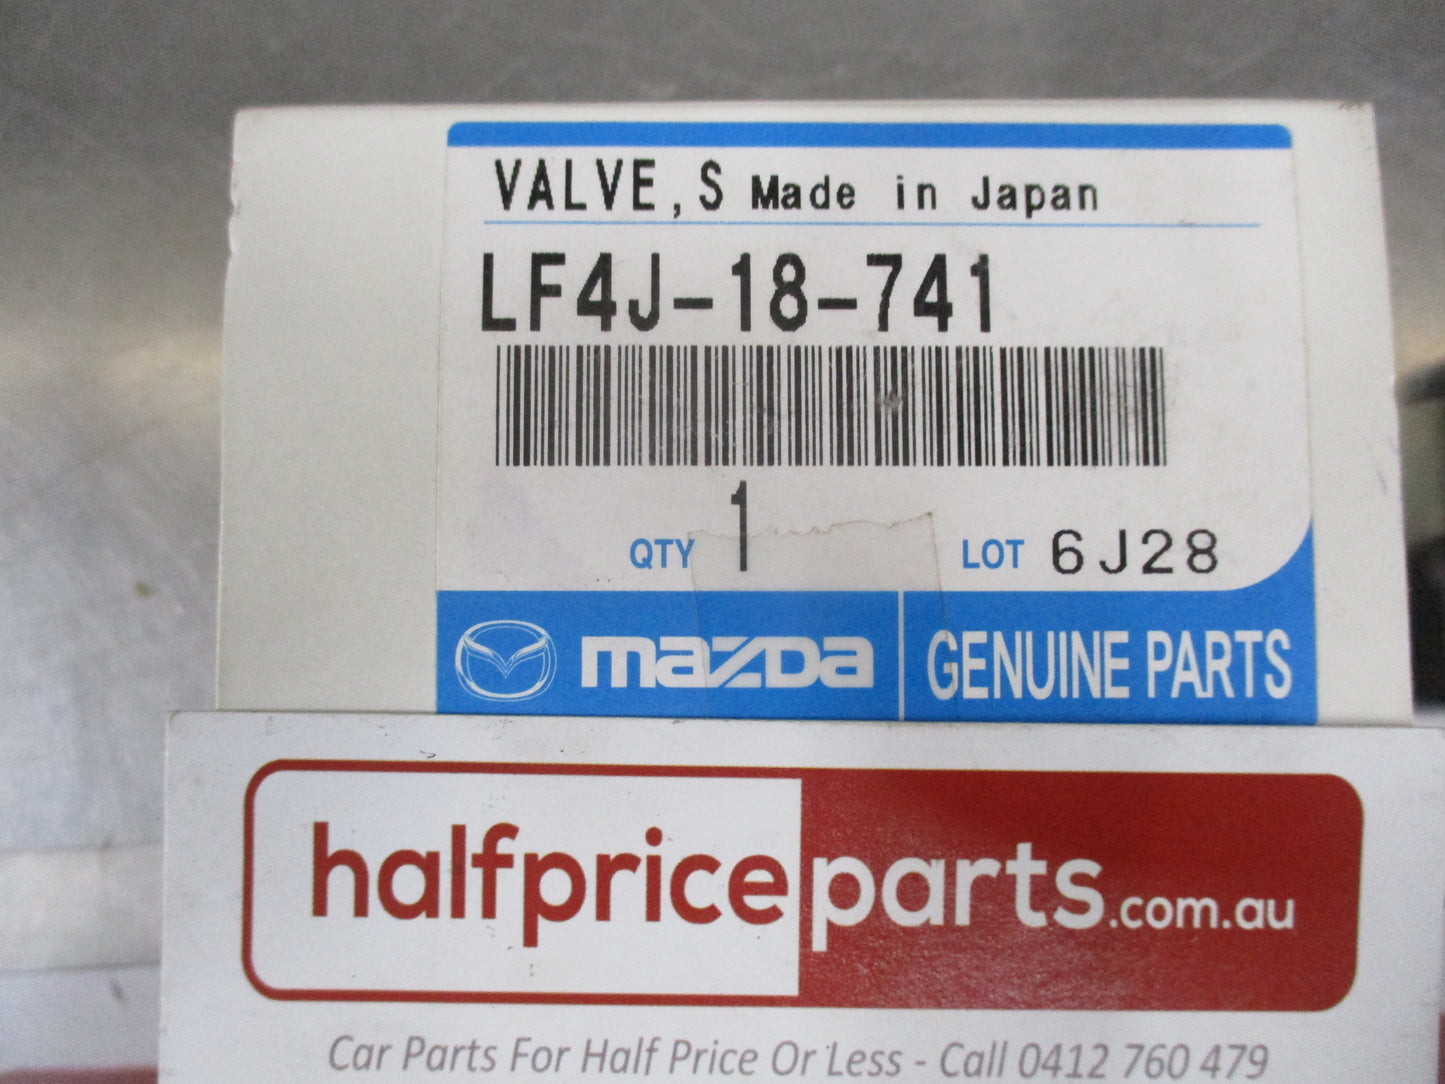 VALVE,S Made in Japan
LF4J-18-741
QTY 1 LOT 6J28
mazda GENUINE PARTS
halfpriceparts.com.au
Car Parts For Half Price Or Less - Call 0412 760 479